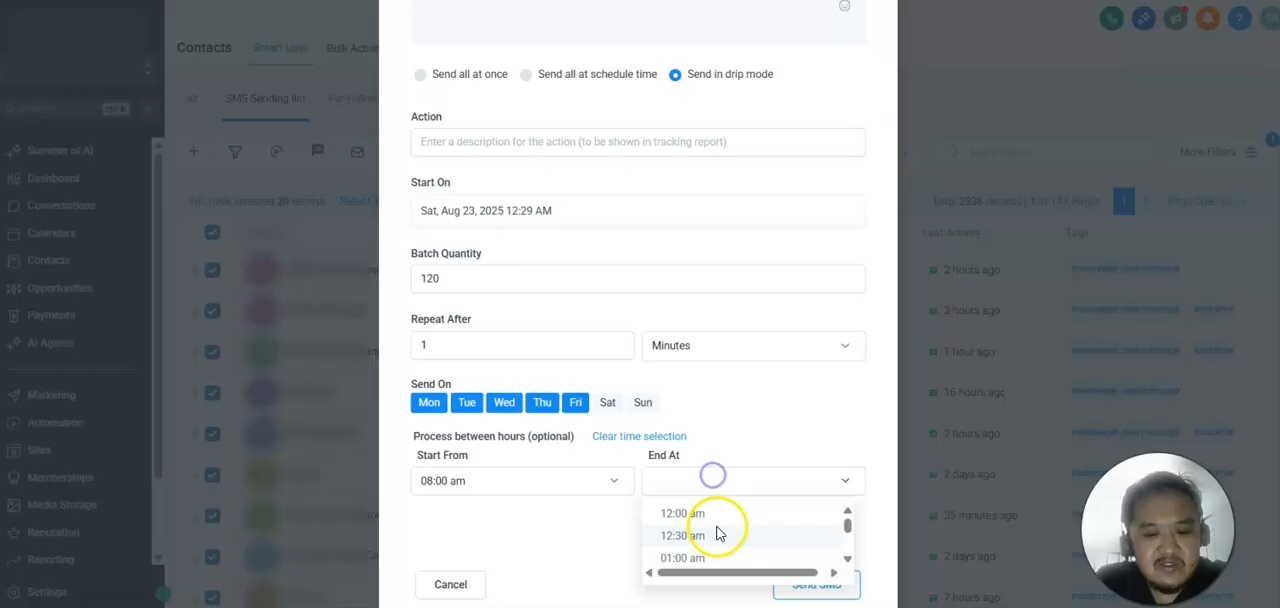 Contacts
Bulk Action
All
SMS Sending list
ctrl k
Summer of AI
Dashboard
Conversations
Calendars
Contacts
Opportunities
Payments
AI Agents
Marketing
Automation
Sites
Memberships
Media Storage
Reputation
Reporting
Settings
Send all at once
Send all at schedule time
Send in drip mode
Action
Enter a description for the action (to be shown in tracking report)
Start On
Sat, Aug 23, 2025 12:29 AM
Batch Quantity
120
Repeat After
1
Minutes
Send On
Mon Tue Wed Thu Fri Sat Sun
Process between hours (optional)
Clear time selection
Start From
End At
08:00 am
12:00 am
12:30 am
01:00 am
Cancel
Send SMS
More Filters
1
Last Activity
Tags
2 hours ago
3 hours ago
1 hour ago
16 hours ago
2 hours ago
2 days ago
35 minutes ago
2 days ago
7 hours ago